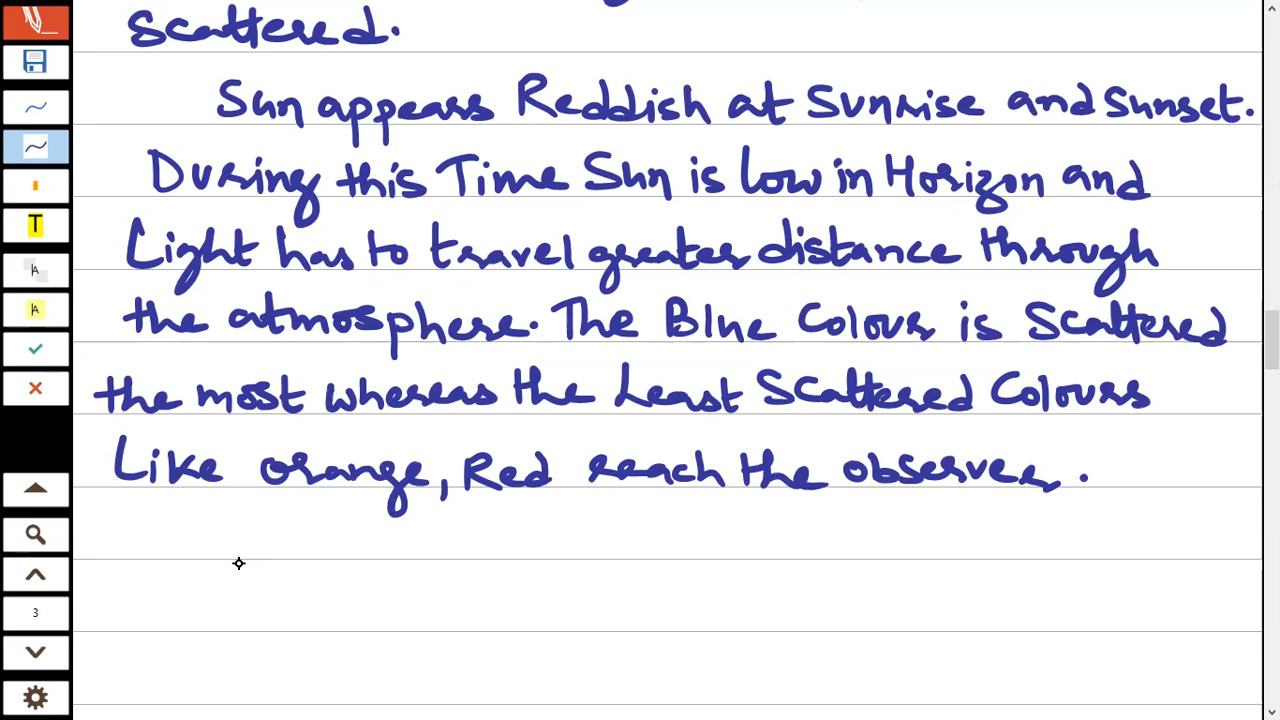 Scattered.
Sun appears Reddish at Sunrise and Sunset.
During this Time Sun is low in Horizon and
Light has to travel greater distance through
the atmosphere. The Blue Colour is Scattered
the most whereas the Least Scattered Colours
Like orange, Red reach the observer.
T
A
A
3